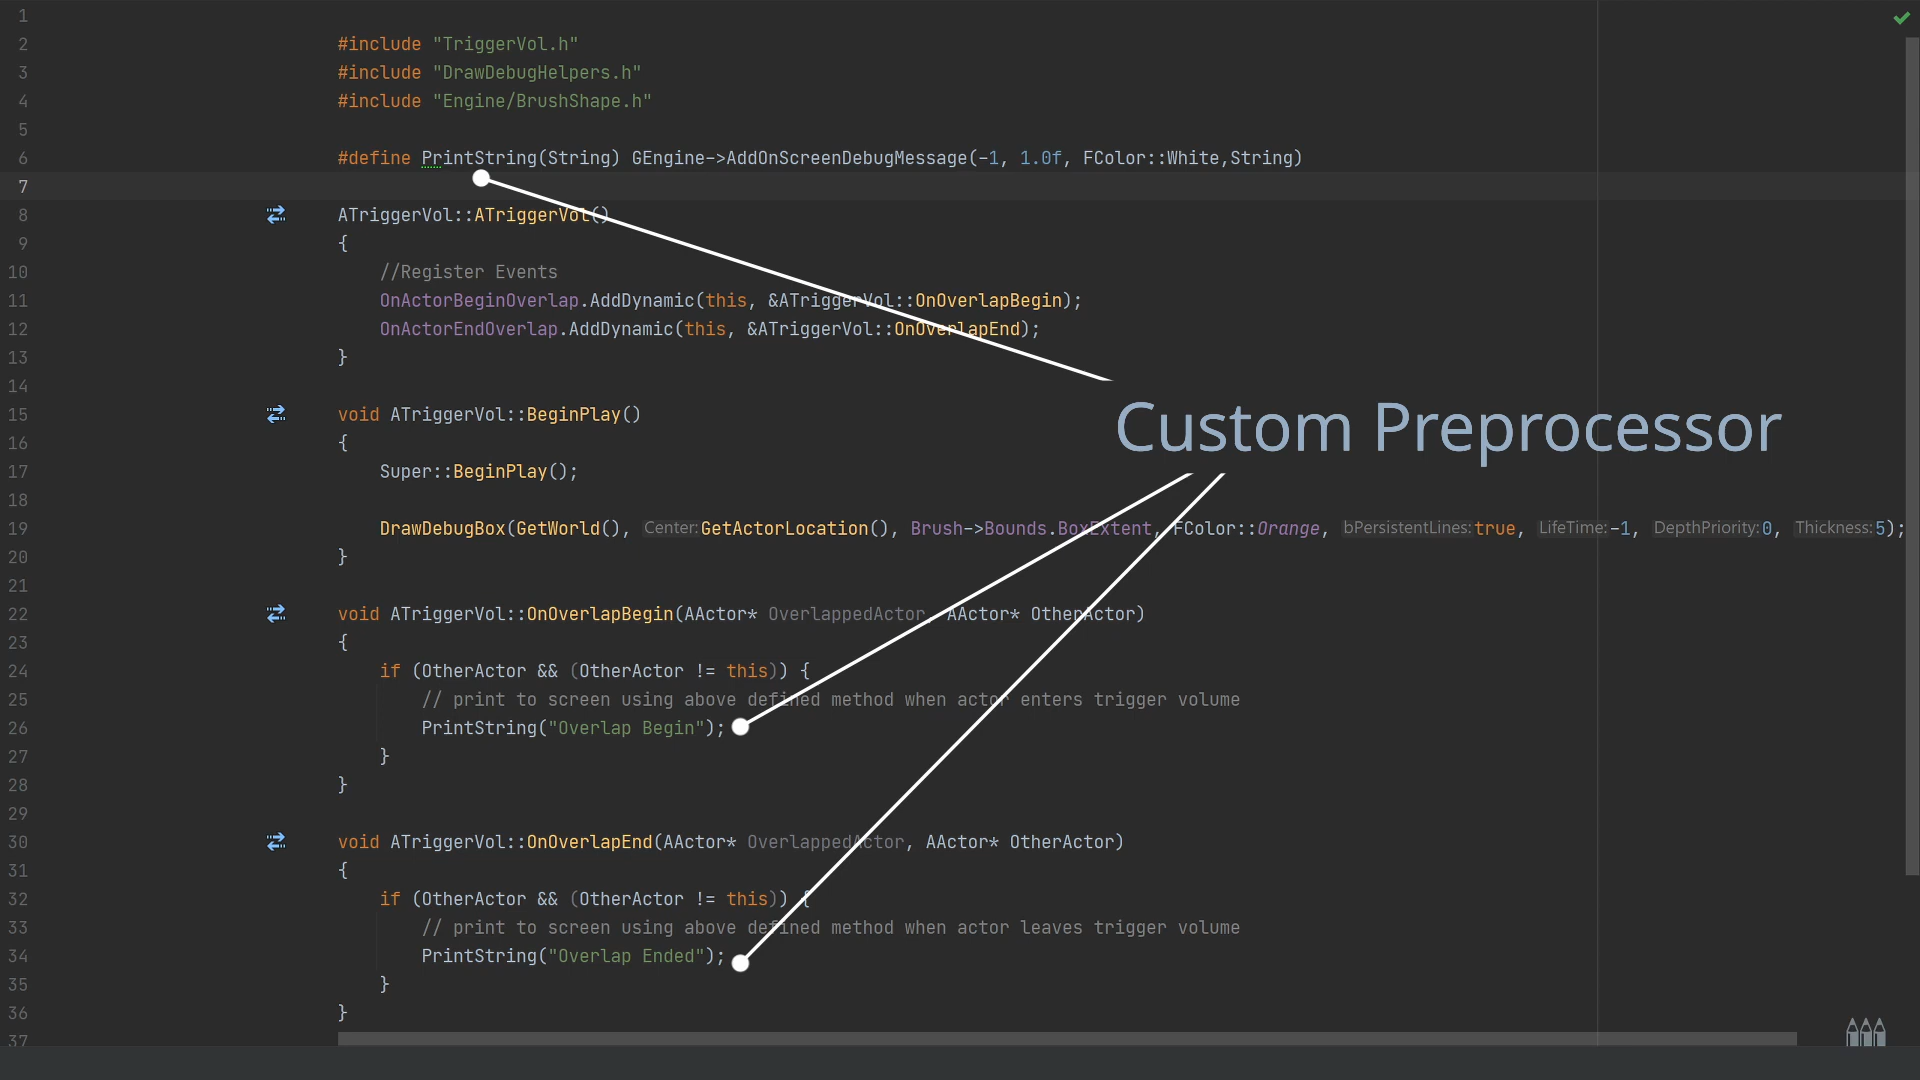 1
2 #include "TriggerVol.h"
3 #include "DrawDebugHelpers.h"
4 #include "Engine/BrushShape.h"
5
6 #define PrintString(String) GEngine->AddOnScreenDebugMessage(-1, 1.0f, FColor::White,String)
7
8 ATriggerVol::ATriggerVol()
9 {
10 //Register Events
11 OnActorBeginOverlap.AddDynamic(this, &ATriggerVol::OnOverlapBegin);
12 OnActorEndOverlap.AddDynamic(this, &ATriggerVol::OnOverlapEnd);
13 }
14
15 void ATriggerVol::BeginPlay()
Custom Preprocessor
16 {
17 Super::BeginPlay();
18
19 DrawDebugBox(GetWorld(), Center: GetActorLocation(), Brush->Bounds.BoxExtent, FColor::Orange, bPersistentLines: true, LifeTime: -1, DepthPriority: 0, Thickness: 5);
20 }
21
22 void ATriggerVol::OnOverlapBegin(AActor* OverlappedActor, AActor* OtherActor)
23 {
24 if (OtherActor && (OtherActor != this)) {
25 // print to screen using above defined method when actor enters trigger volume
26 PrintString("Overlap Begin");
27 }
28 }
29
30 void ATriggerVol::OnOverlapEnd(AActor* OverlappedActor, AActor* OtherActor)
31 {
32 if (OtherActor && (OtherActor != this)) {
33 // print to screen using above defined method when actor leaves trigger volume
34 PrintString("Overlap Ended");
35 }
36 }
37